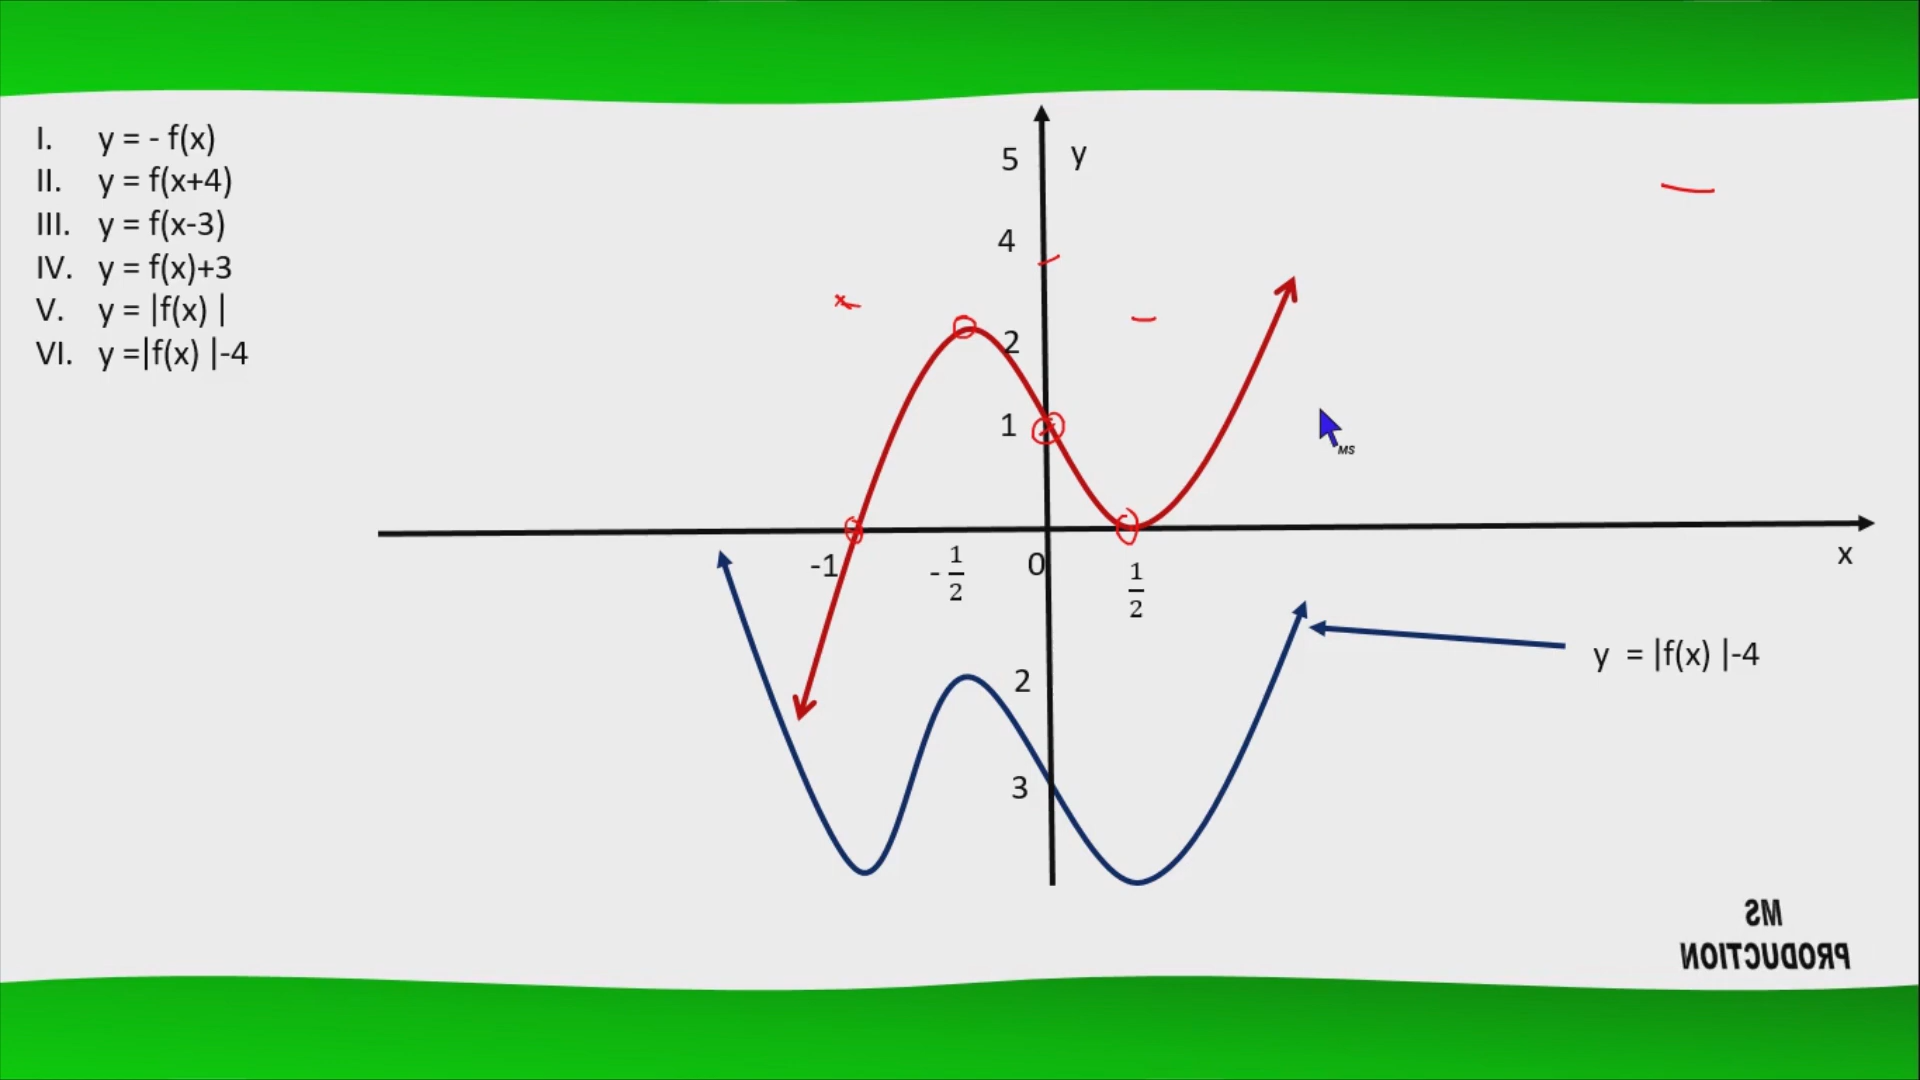 I. y = - f(x)
II. y = f(x+4)
III. y = f(x-3)
IV. y = f(x)+3
V. y = |f(x) |
VI. y =|f(x) |-4
5
y
4
2
1
-1
- 1/2
0
1/2
x
MS
2
3
y = |f(x) |-4
MS
PRODUCTION